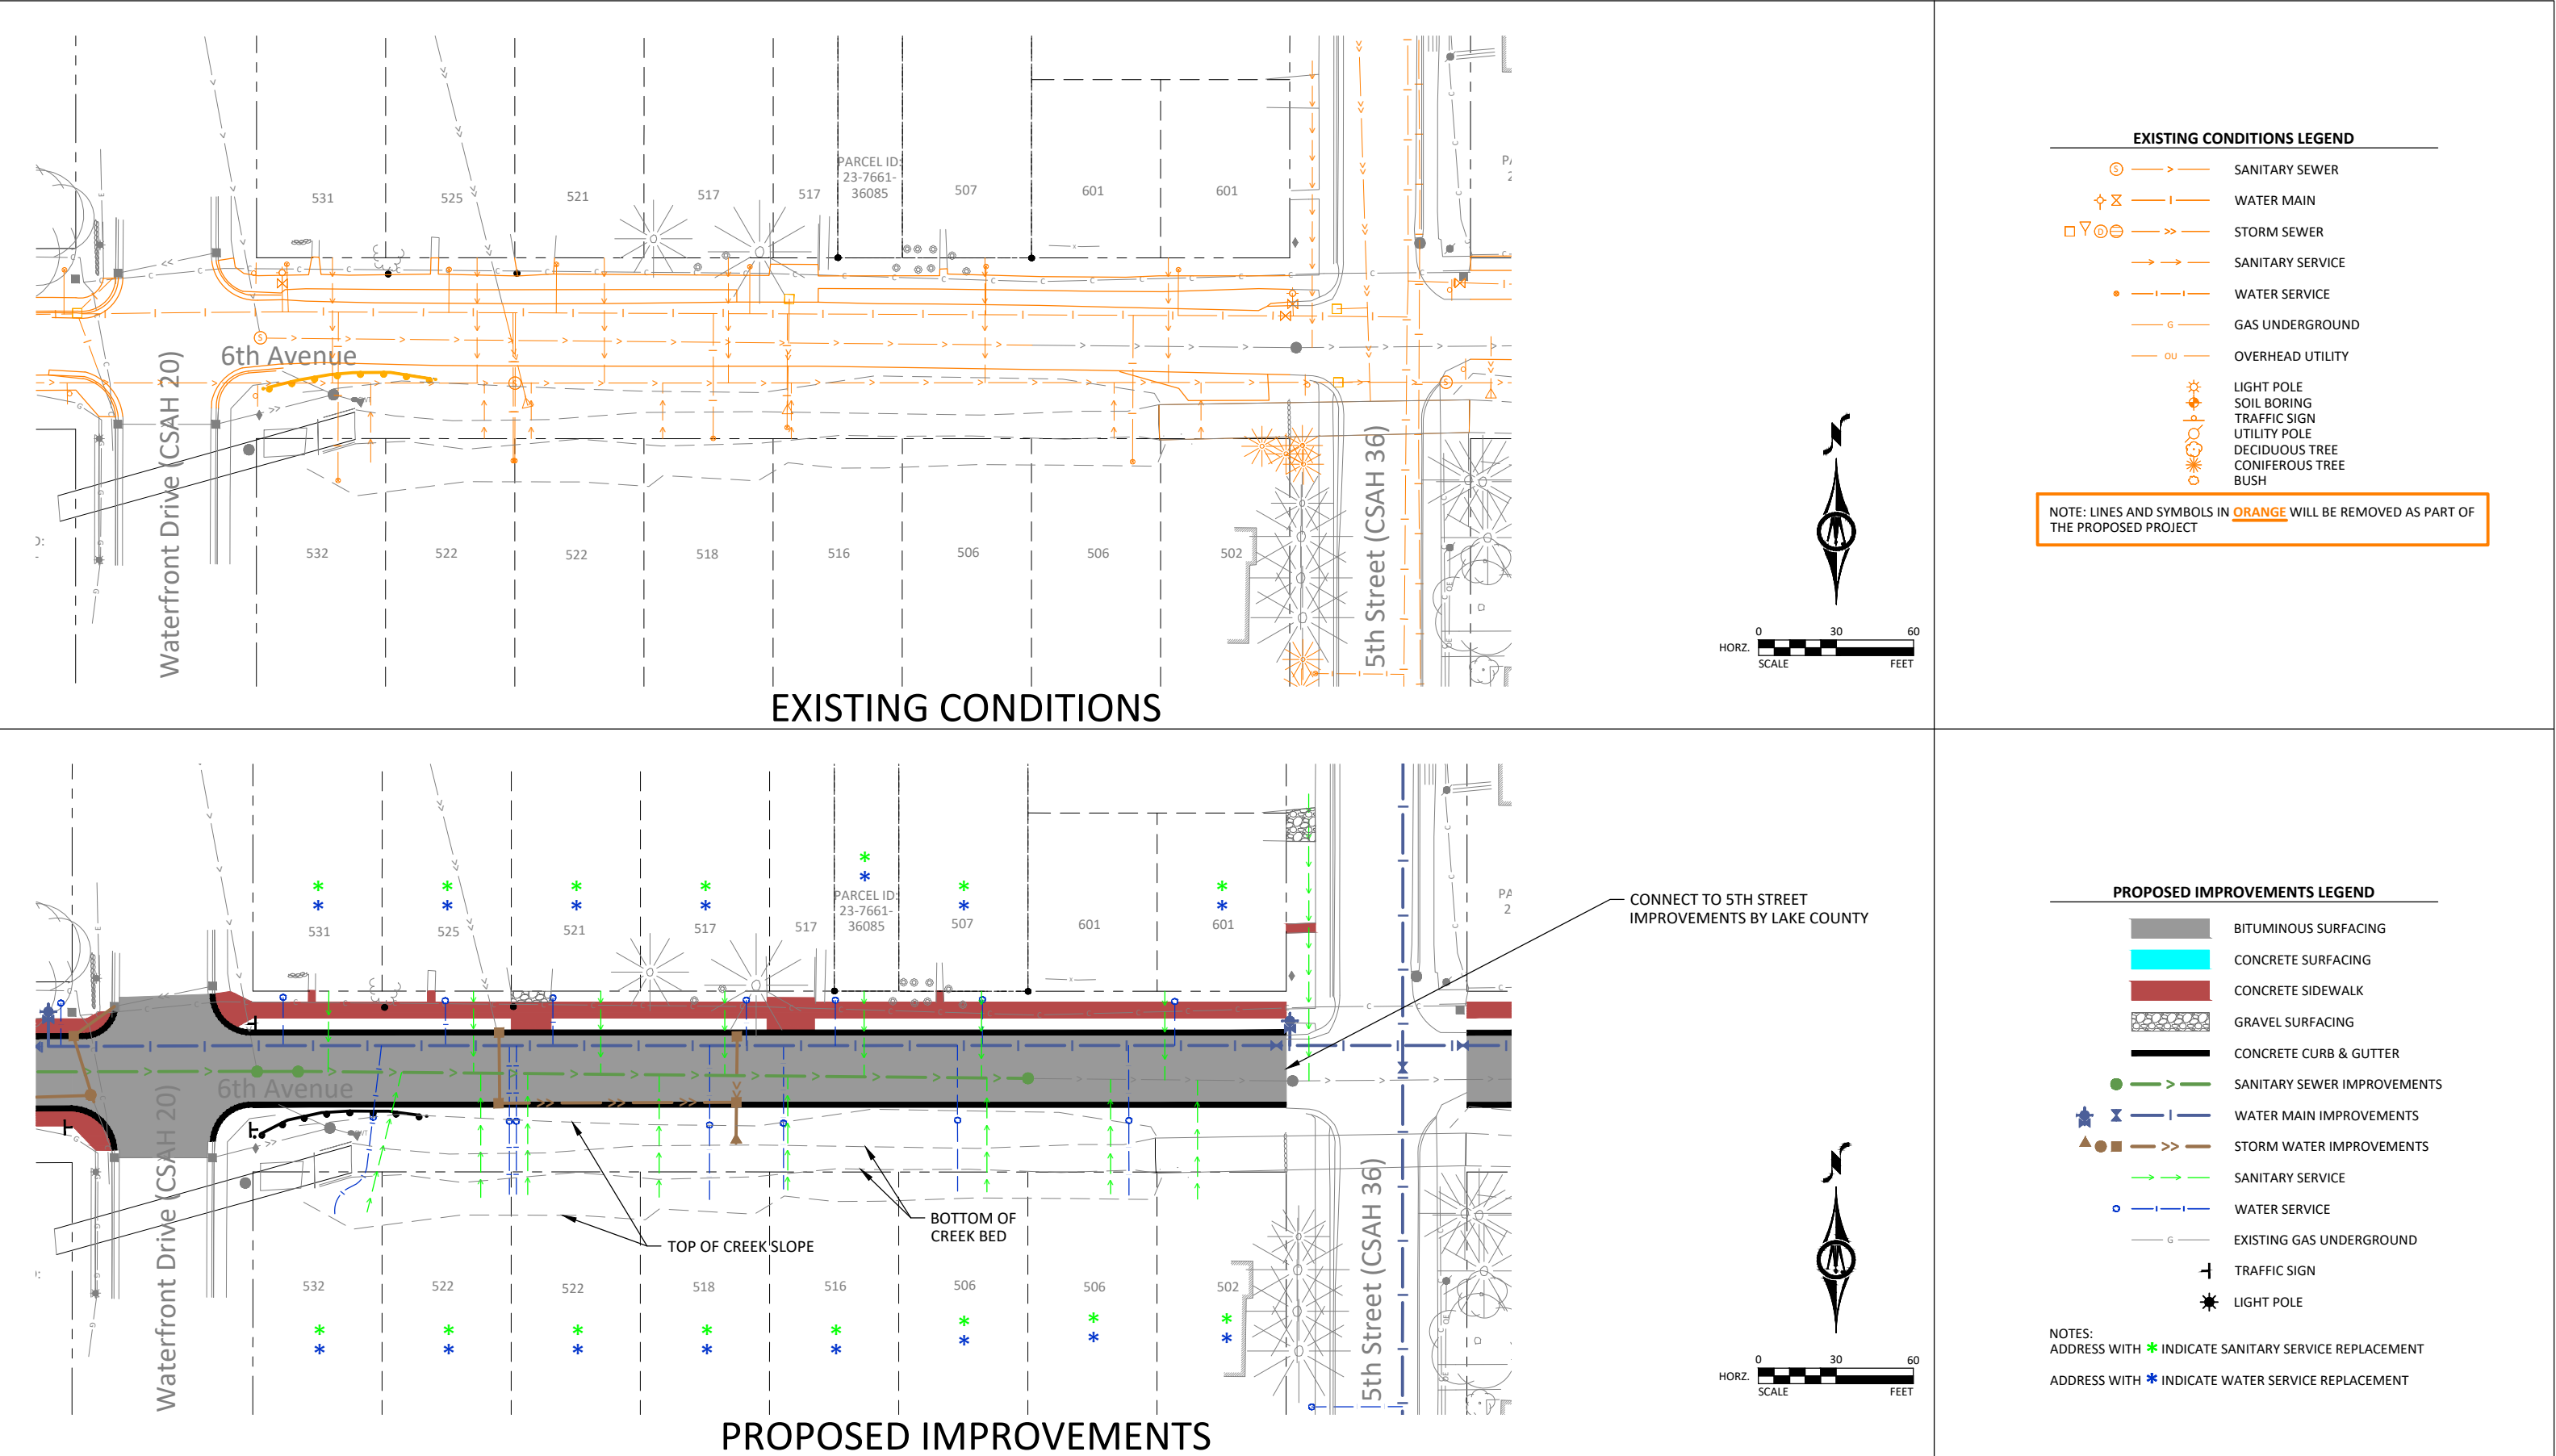 PARCEL ID:
23-7661-
36085
531
525
521
517
517
507
601
601
6th Avenue
Waterfront Drive (CSAH 20)
5th Street (CSAH 36)
532
522
522
518
516
506
506
502
N
0 30 60
HORZ.
SCALE FEET
EXISTING CONDITIONS
EXISTING CONDITIONS LEGEND
SANITARY SEWER
WATER MAIN
STORM SEWER
SANITARY SERVICE
WATER SERVICE
G GAS UNDERGROUND
OU OVERHEAD UTILITY
LIGHT POLE
SOIL BORING
TRAFFIC SIGN
UTILITY POLE
DECIDUOUS TREE
CONIFEROUS TREE
BUSH
NOTE: LINES AND SYMBOLS IN ORANGE WILL BE REMOVED AS PART OF
THE PROPOSED PROJECT
PARCEL ID:
23-7661-
36085
531
525
521
517
517
507
601
601
CONNECT TO 5TH STREET
IMPROVEMENTS BY LAKE COUNTY
6th Avenue
Waterfront Drive (CSAH 20)
5th Street (CSAH 36)
TOP OF CREEK SLOPE
BOTTOM OF
CREEK BED
532
522
522
518
516
506
506
502
N
0 30 60
HORZ.
SCALE FEET
PROPOSED IMPROVEMENTS
PROPOSED IMPROVEMENTS LEGEND
BITUMINOUS SURFACING
CONCRETE SURFACING
CONCRETE SIDEWALK
GRAVEL SURFACING
CONCRETE CURB & GUTTER
SANITARY SEWER IMPROVEMENTS
WATER MAIN IMPROVEMENTS
STORM WATER IMPROVEMENTS
SANITARY SERVICE
WATER SERVICE
G EXISTING GAS UNDERGROUND
TRAFFIC SIGN
LIGHT POLE
NOTES:
ADDRESS WITH * INDICATE SANITARY SERVICE REPLACEMENT
ADDRESS WITH * INDICATE WATER SERVICE REPLACEMENT